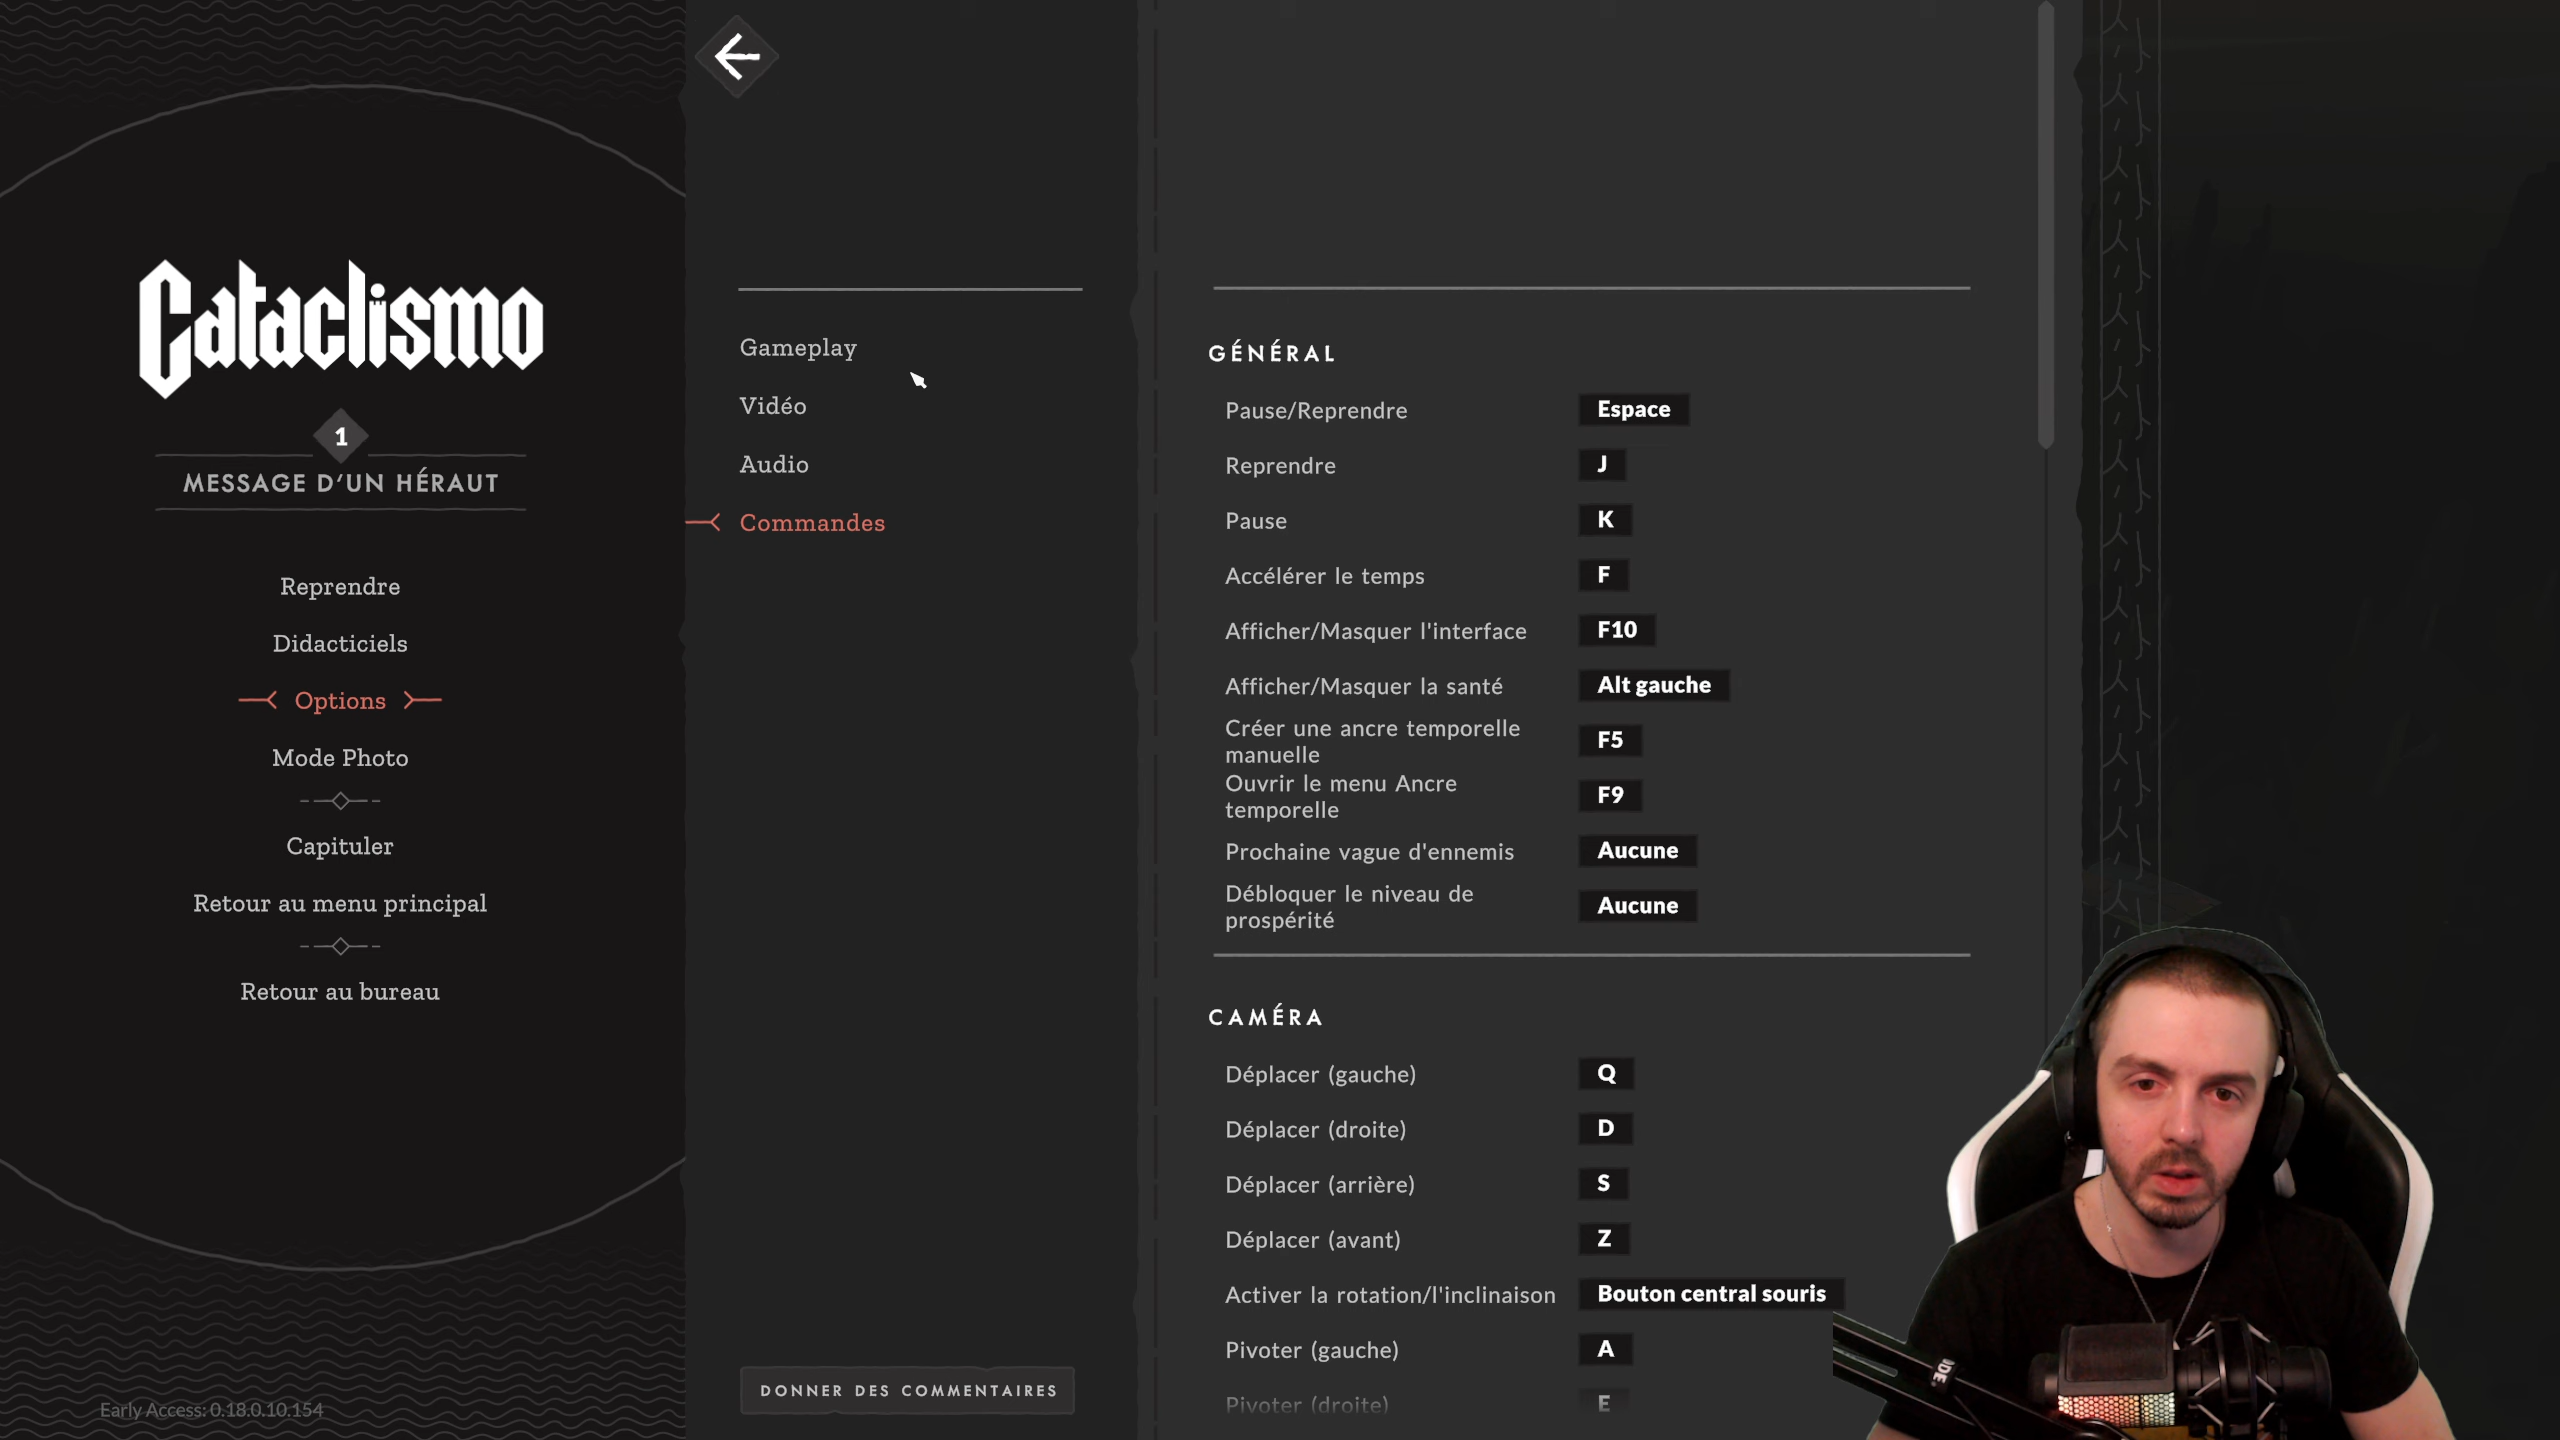 Cataclismo
1
MESSAGE D'UN HÉRAUT
Reprendre
Didacticiels
Options
Mode Photo
Capituler
Retour au menu principal
Retour au bureau
Early Access: 0.18.0.10.154
Gameplay
Vidéo
Audio
Commandes
DONNER DES COMMENTAIRES
GÉNÉRAL
Pause/Reprendre Espace
Reprendre J
Pause K
Accélérer le temps F
Afficher/Masquer l'interface F10
Afficher/Masquer la santé Alt gauche
Créer une ancre temporelle
manuelle F5
Ouvrir le menu Ancre
temporelle F9
Prochaine vague d'ennemis Aucune
Débloquer le niveau de
prospérité Aucune
CAMÉRA
Déplacer (gauche) Q
Déplacer (droite) D
Déplacer (arrière) S
Déplacer (avant) Z
Activer la rotation/l'inclinaison Bouton central souris
Pivoter (gauche) A
Pivoter (droite) E